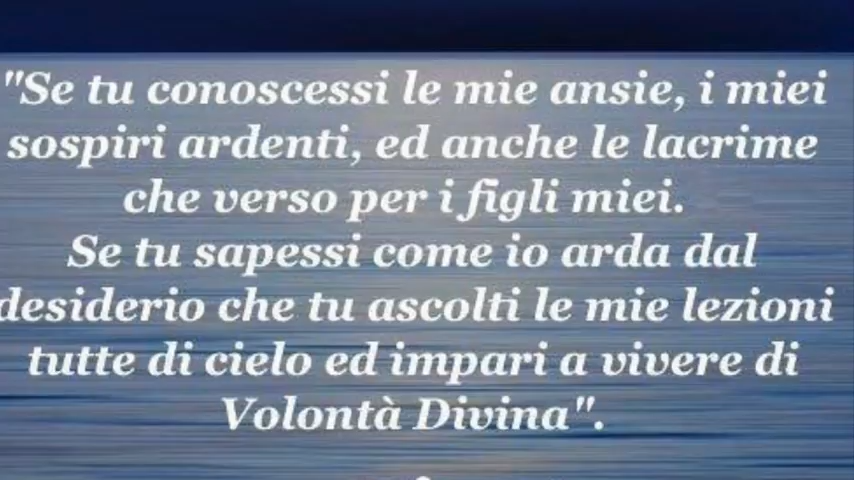 "Se tu conoscessi le mie ansie, i miei
sospiri ardenti, ed anche le lacrime
che verso per i figli miei.
Se tu sapessi come io arda dal
desiderio che tu ascolti le mie lezioni
tutte di cielo ed impari a vivere di
Volontà Divina".